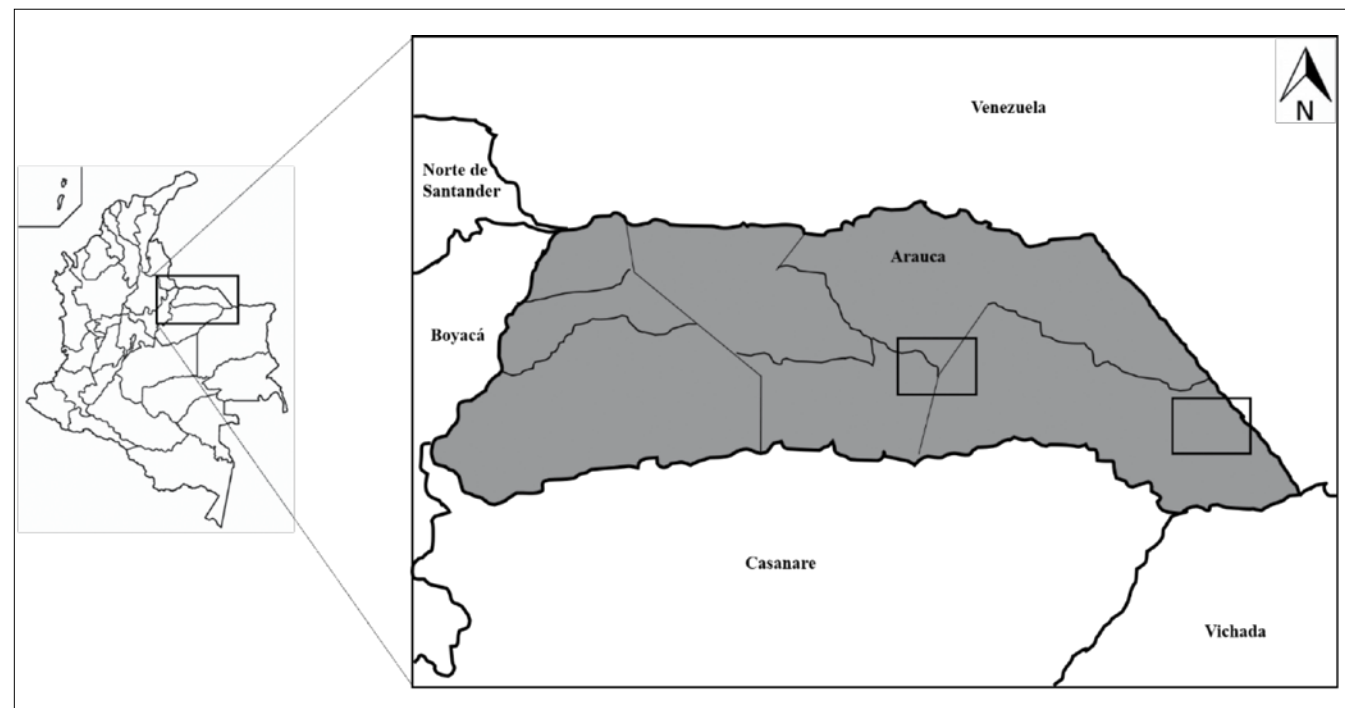 Venezuela
N
Norte de
Santander
Arauca
Boyacá
Casanare
Vichada